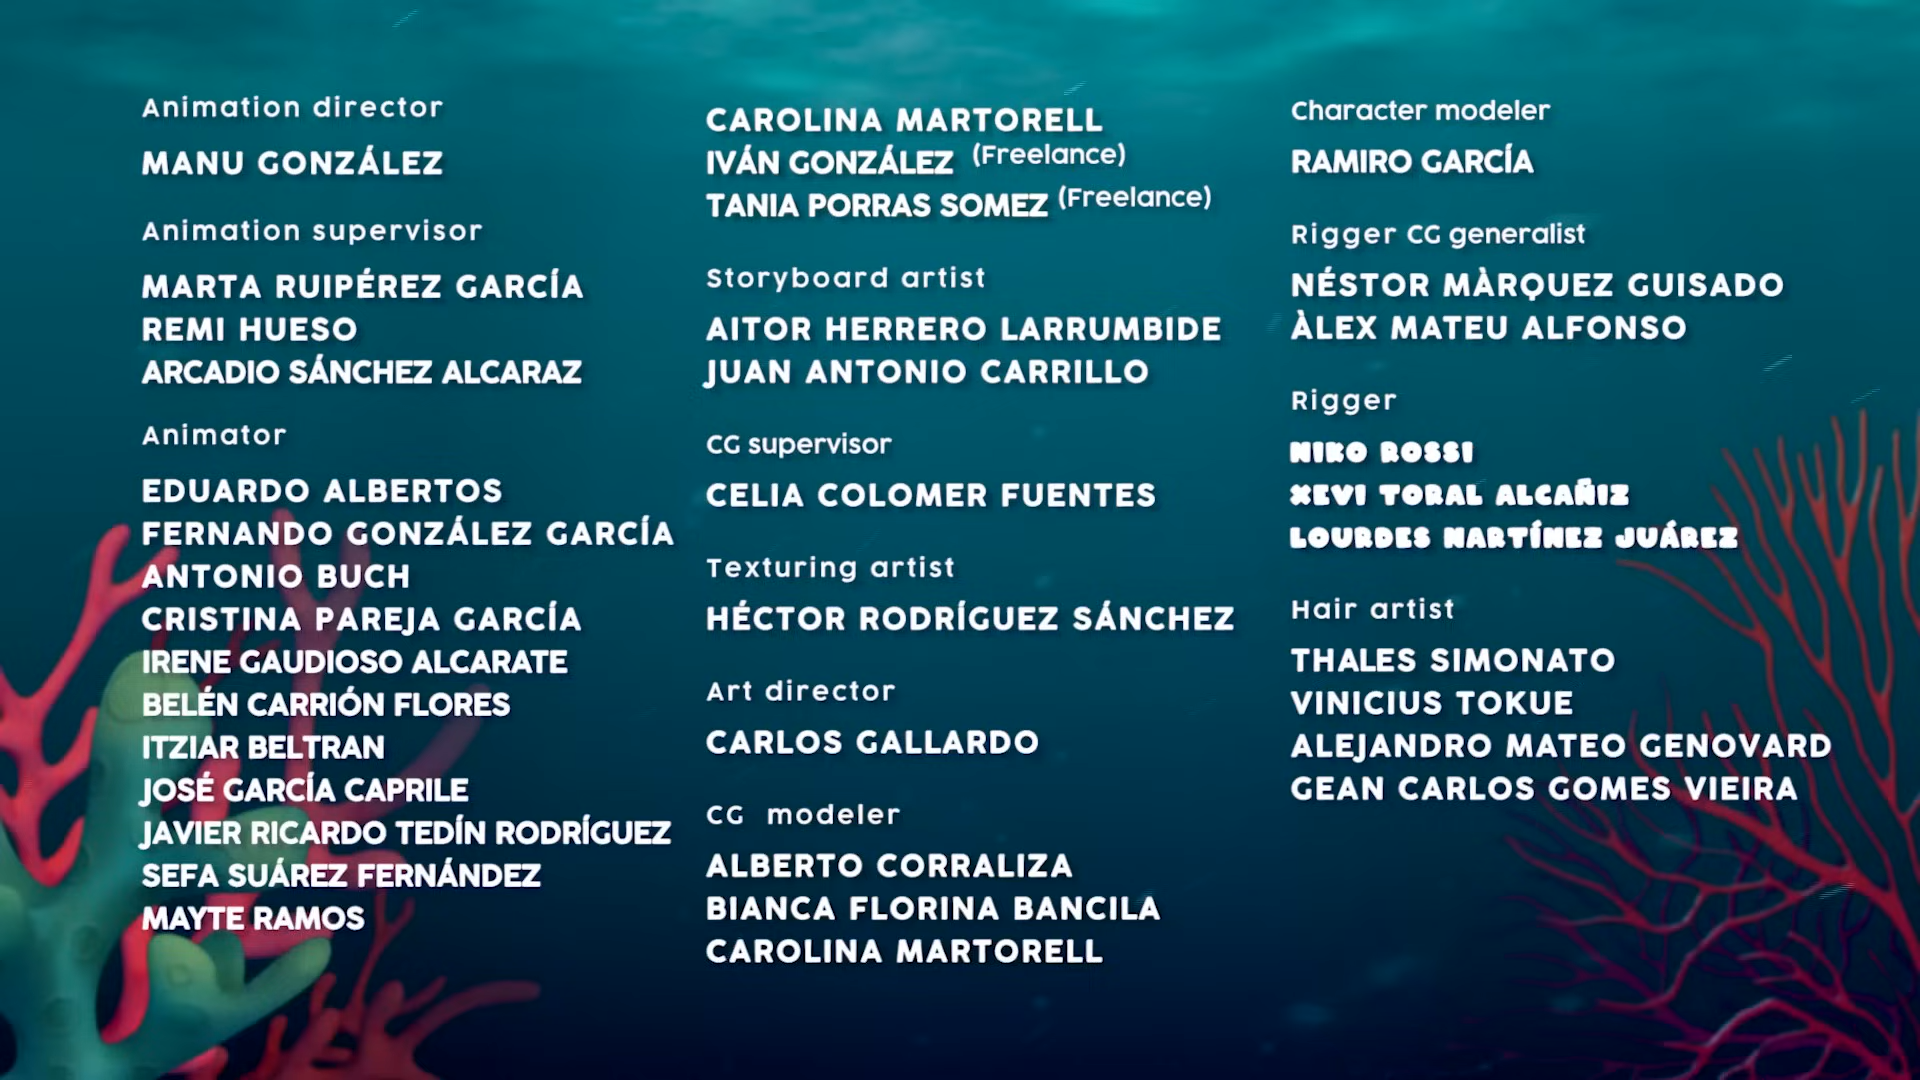 Animation director
MANU GONZÁLEZ
Animation supervisor
MARTA RUIPÉREZ GARCÍA
REMI HUESO
ARCADIO SÁNCHEZ ALCARAZ
Animator
EDUARDO ALBERTOS
FERNANDO GONZÁLEZ GARCÍA
ANTONIO BUCH
CRISTINA PAREJA GARCÍA
IRENE GAUDIOSO ALCARATE
BELÉN CARRIÓN FLORES
ITZIAR BELTRAN
JOSÉ GARCÍA CAPRILE
JAVIER RICARDO TEDÍN RODRÍGUEZ
SEFA SUÁREZ FERNÁNDEZ
MAYTE RAMOS
CAROLINA MARTORELL
IVÁN GONZÁLEZ (Freelance)
TANIA PORRAS SOMEZ (Freelance)
Storyboard artist
AITOR HERRERO LARRUMBIDE
JUAN ANTONIO CARRILLO
CG supervisor
CELIA COLOMER FUENTES
Texturing artist
HÉCTOR RODRÍGUEZ SÁNCHEZ
Art director
CARLOS GALLARDO
CG modeler
ALBERTO CORRALIZA
BIANCA FLORINA BANCILA
CAROLINA MARTORELL
Character modeler
RAMIRO GARCÍA
Rigger CG generalist
NÉSTOR MÀRQUEZ GUISADO
ÀLEX MATEU ALFONSO
Rigger
NIKO ROSSI
XEVI TORAL ALCAÑIZ
LOURDES MARTÍNEZ JUÁREZ
Hair artist
THALES SIMONATO
VINICIUS TOKUE
ALEJANDRO MATEO GENOVARD
GEAN CARLOS GOMES VIEIRA